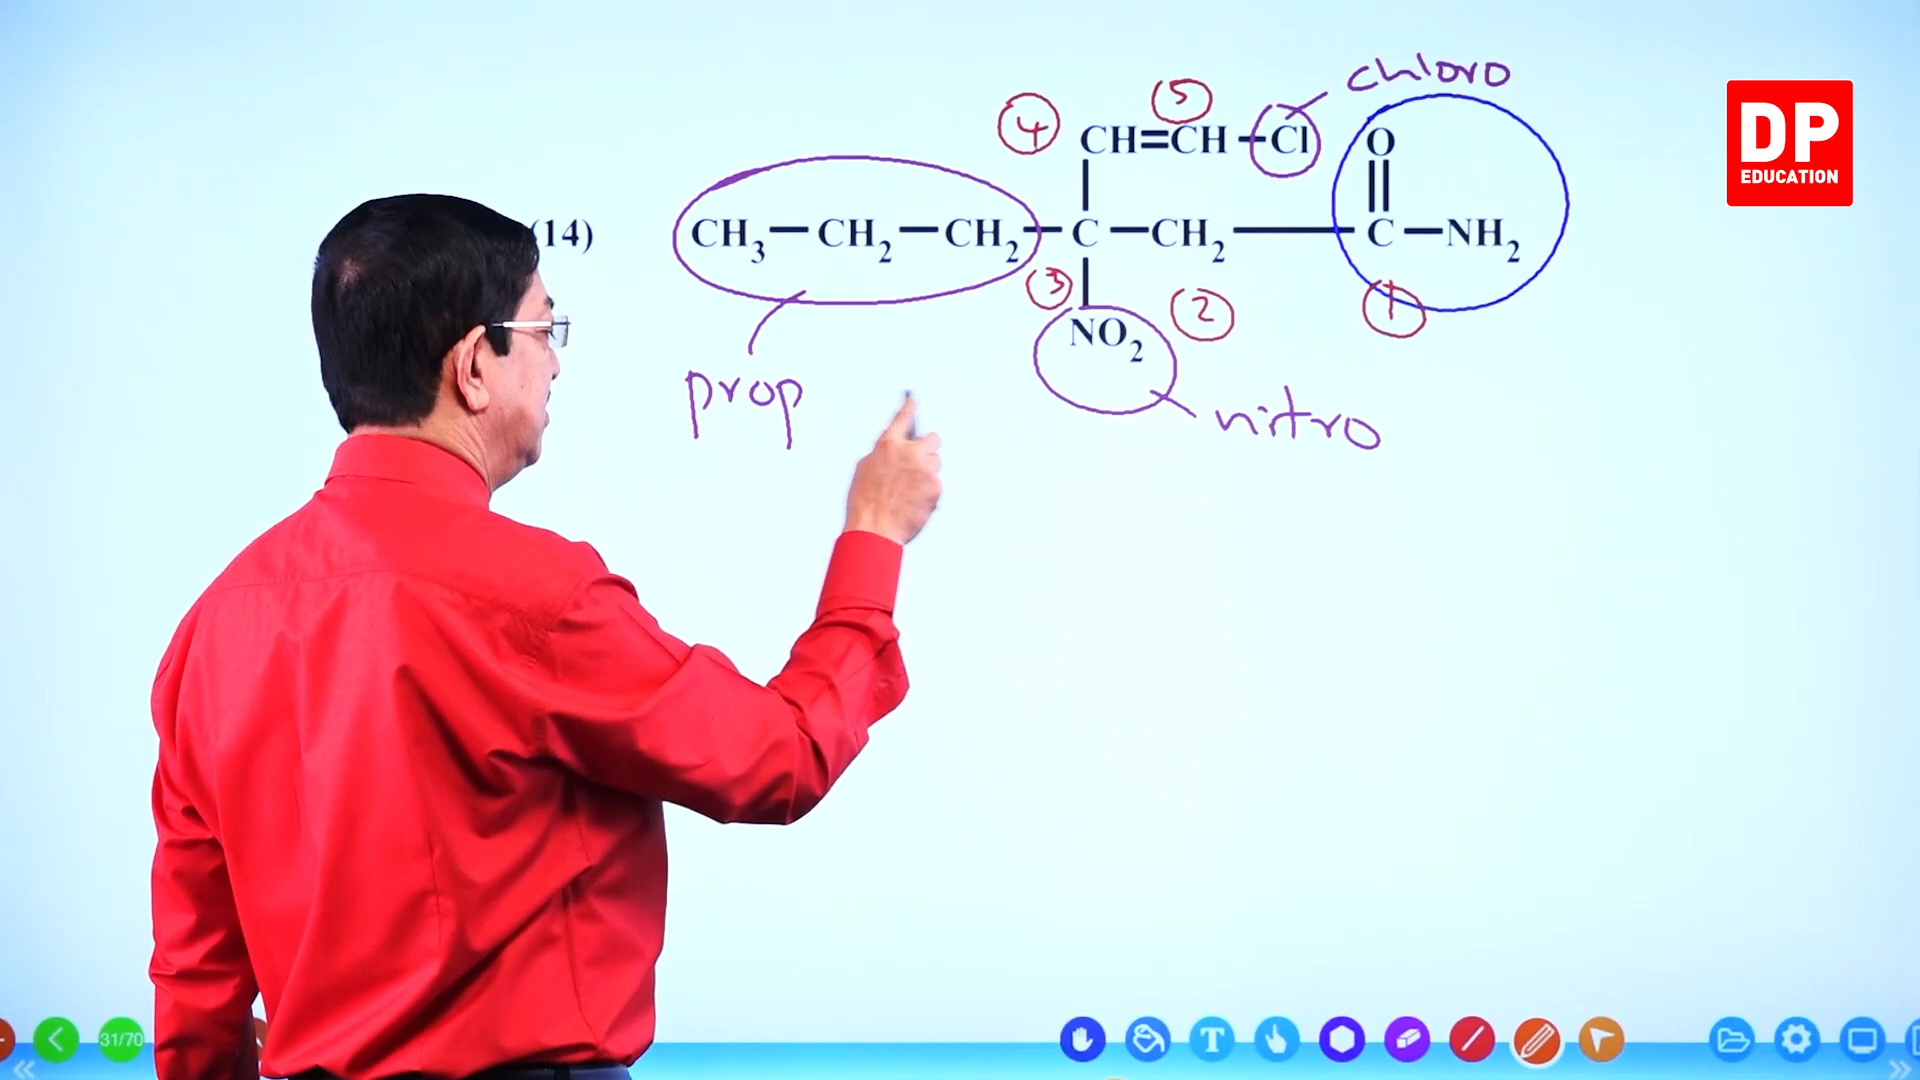 chloro
DP
EDUCATION
4
5
CH=CH-Cl
O
(14)
CH3-CH2-CH2-C-CH2-C-NH2
3
2
1
NO2
prop
nitro
31/70
T